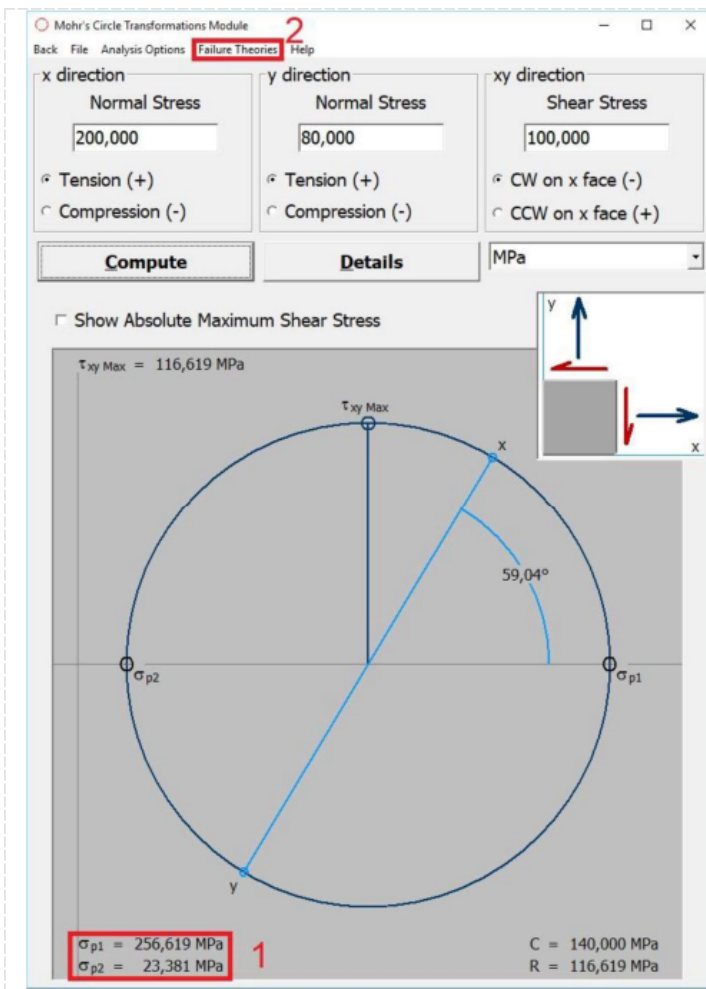 Mohr's Circle Transformations Module
2
Back File Analysis Options Failure Theories Help
x direction y direction xy direction
Normal Stress Normal Stress Shear Stress
200,000 80,000 100,000
Tension (+) Tension (+) CW on x face (-)
Compression (-) Compression (-) CCW on x face (+)
Compute Details MPa
Show Absolute Maximum Shear Stress
y
x
τxy Max = 116,619 MPa
τxy Max
x
59,04°
σp2 σp1
y
σp1 = 256,619 MPa 1 C = 140,000 MPa
σp2 = 23,381 MPa R = 116,619 MPa